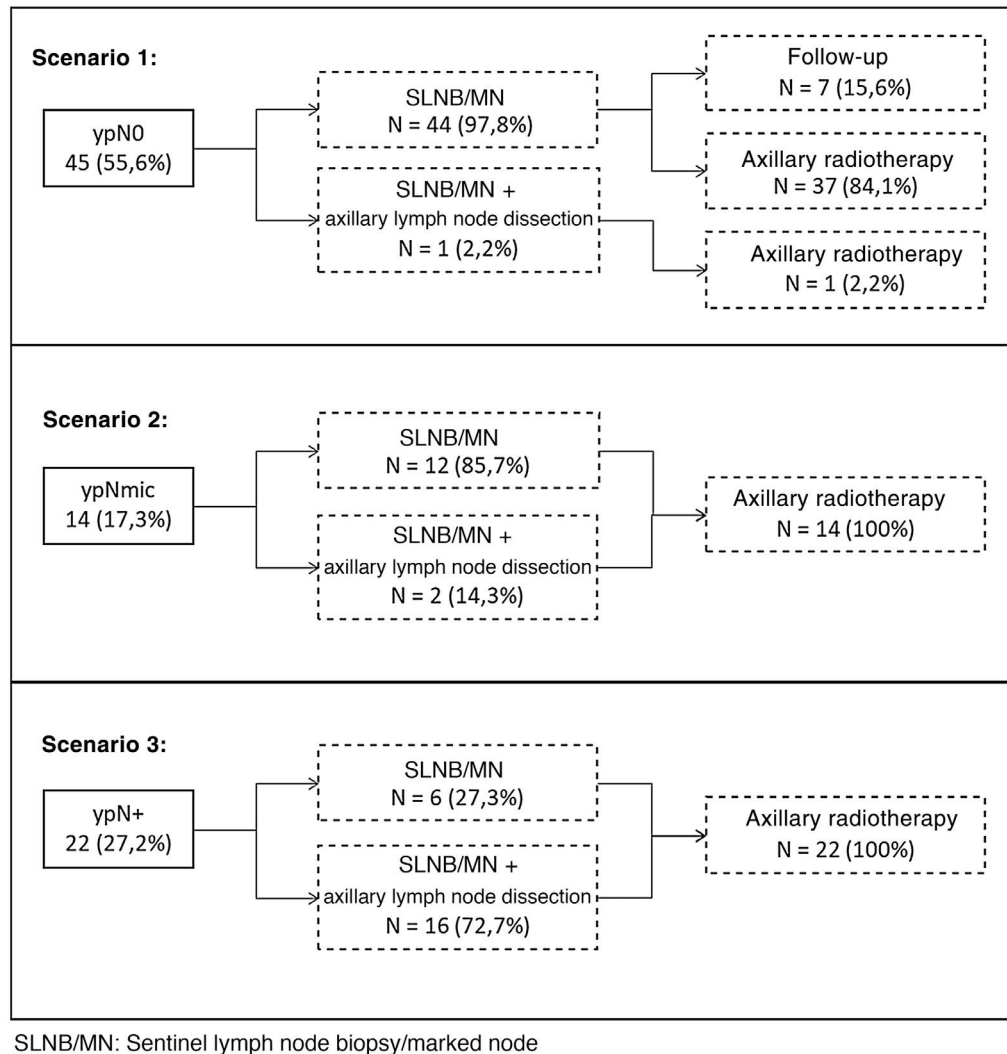 Scenario 1:
ypN0
45 (55,6%)
SLNB/MN
N = 44 (97,8%)
SLNB/MN +
axillary lymph node dissection
N = 1 (2,2%)
Follow-up
N = 7 (15,6%)
Axillary radiotherapy
N = 37 (84,1%)
Axillary radiotherapy
N = 1 (2,2%)
Scenario 2:
ypNmic
14 (17,3%)
SLNB/MN
N = 12 (85,7%)
SLNB/MN +
axillary lymph node dissection
N = 2 (14,3%)
Axillary radiotherapy
N = 14 (100%)
Scenario 3:
ypN+
22 (27,2%)
SLNB/MN
N = 6 (27,3%)
SLNB/MN +
axillary lymph node dissection
N = 16 (72,7%)
Axillary radiotherapy
N = 22 (100%)
SLNB/MN: Sentinel lymph node biopsy/marked node